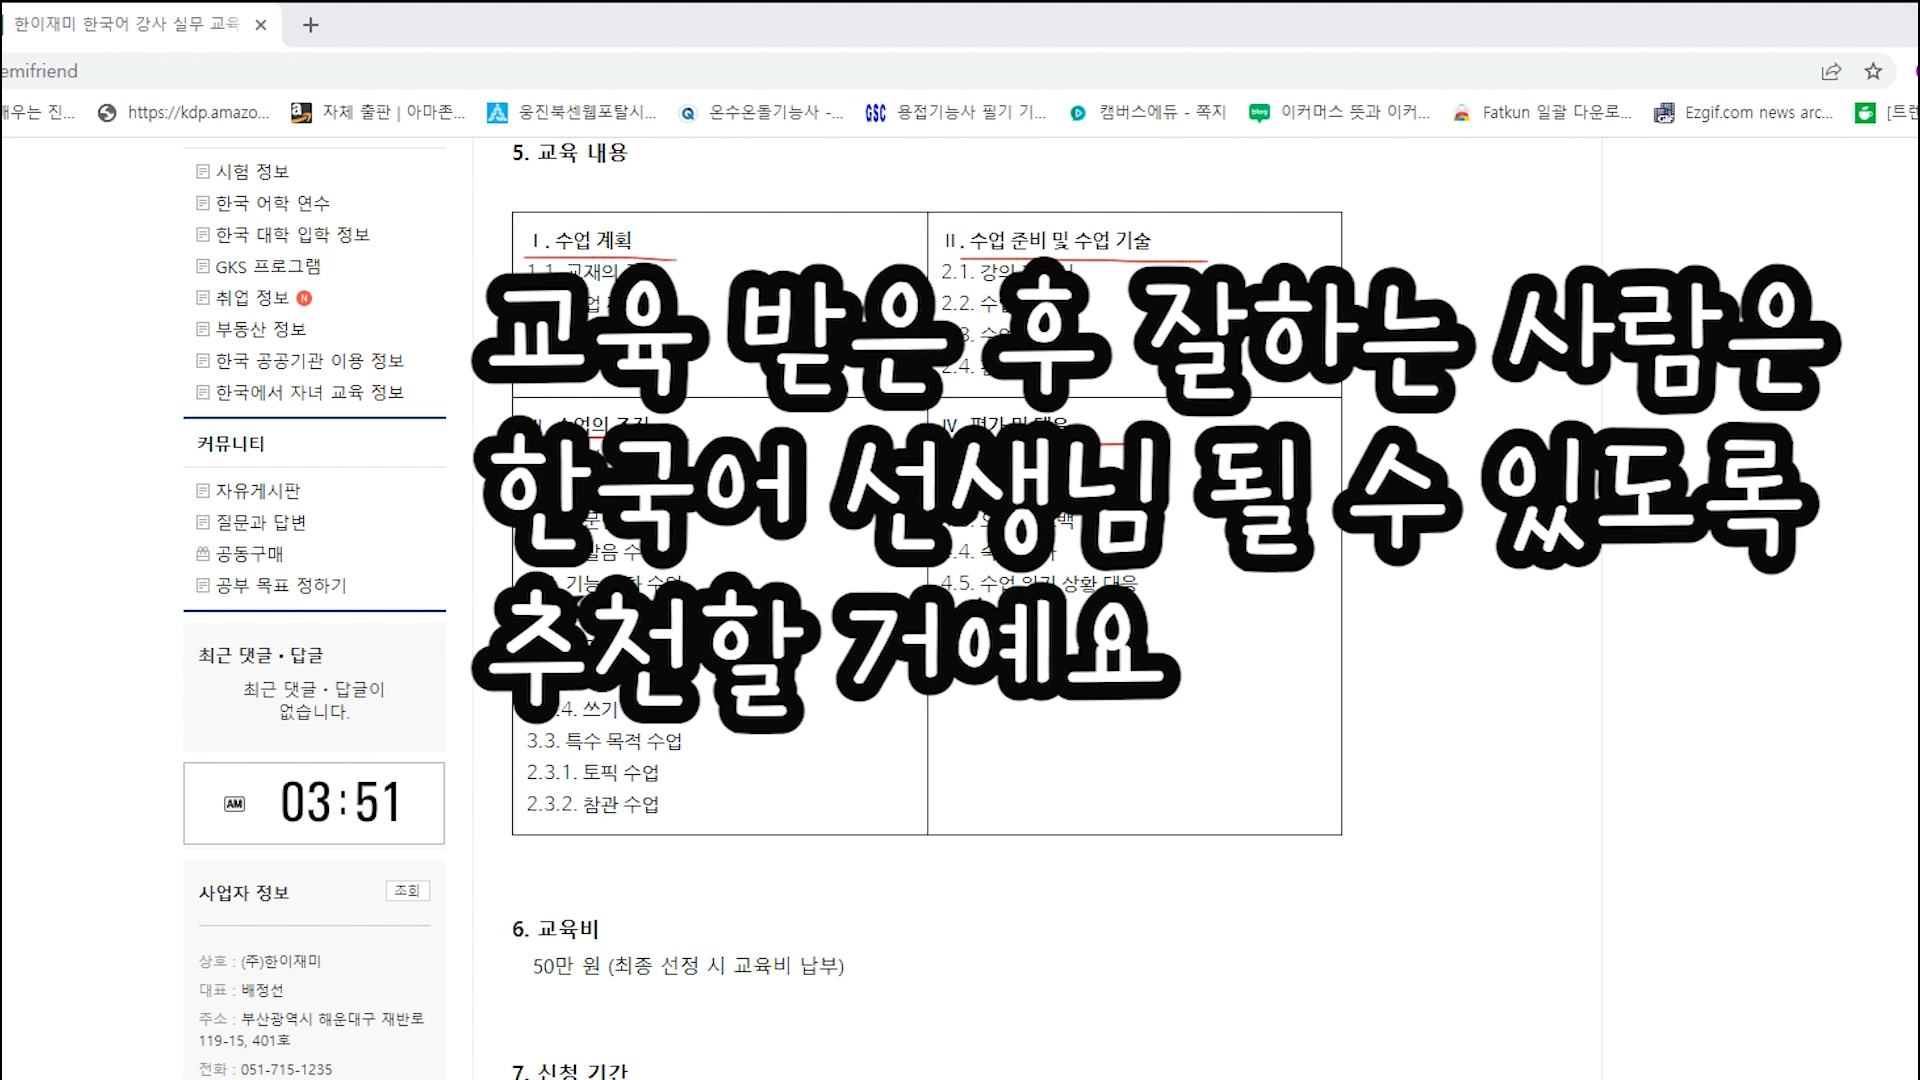 한이재미 한국어 강사 실무 교육
emifriend
배우는 진... https://kdp.amazo... 자체 출판 | 아마존... 웅진북센웹포탈시... 온수온돌기능사 -... 용접기능사 필기 기... 캠버스에듀 - 쪽지 이커머스 뜻과 이커... Fatkun 일괄 다운로... Ezgif.com news arc... [트렌
시험 정보
한국 어학 연수
한국 대학 입학 정보
GKS 프로그램
취업 정보 N
부동산 정보
한국 공공기관 이용 정보
한국에서 자녀 교육 정보
커뮤니티
자유게시판
질문과 답변
공동구매
공부 목표 정하기
최근 댓글・답글
최근 댓글・답글이
없습니다.
AM 03:51
사업자 정보 조회
상호 : (주)한이재미
대표 : 배정선
주소 : 부산광역시 해운대구 재반로
119-15, 401호
전화 : 051-715-1235
5. 교육 내용
Ⅰ. 수업 계획
Ⅱ. 수업 준비 및 수업 기술
2.1. 강의
2.2.
교육 받은 후 잘하는 사람은
한국어 선생님 될 수 있도록
추천할 거예요
4.5. 수업 위기 상황 대응
쓰기
3.3. 특수 목적 수업
2.3.1. 토픽 수업
2.3.2. 참관 수업
6. 교육비
50만 원 (최종 선정 시 교육비 납부)
7. 신청 기간